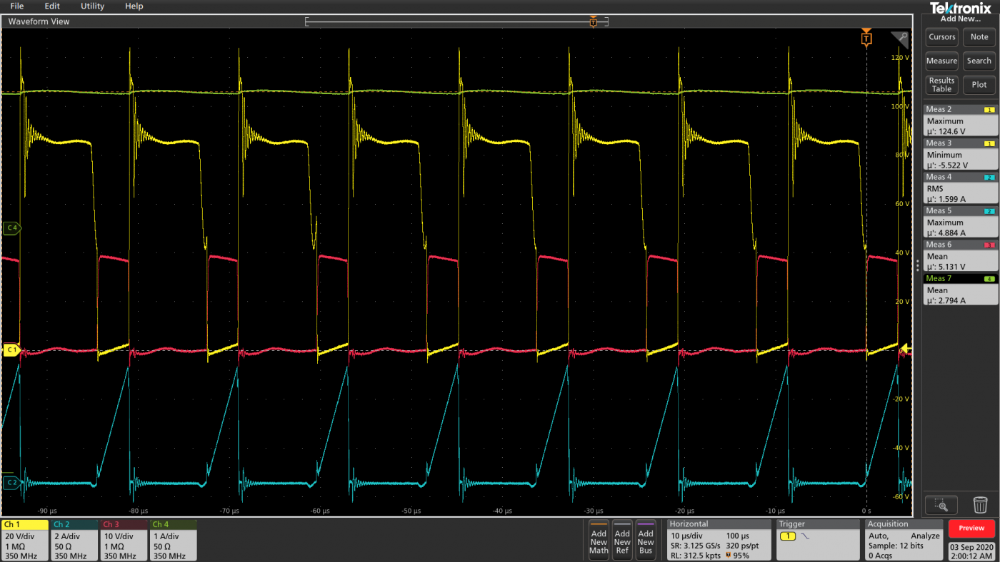 File Edit Utility Help
Tektronix
Waveform View
Add New...
T
T
Cursors Note
Measure Search
Results Table Plot
120 V
100 V
80 V
60 V
40 V
20 V
-20 V
-40 V
-60 V
C 4
C 1
C 2
-90 µs -80 µs -70 µs -60 µs -50 µs -40 µs -30 µs -20 µs -10 µs 0 s
Meas 2 1
Maximum
µ': 124.6 V
Meas 3 1
Minimum
µ': -5.522 V
Meas 4 2
RMS
µ': 1.599 A
Meas 5 2
Maximum
µ': 4.884 A
Meas 6 3
Mean
µ': 5.131 V
Meas 7 4
Mean
µ': 2.794 A
Ch 1
20 V/div
1 MΩ
350 MHz
Ch 2
2 A/div
50 Ω
350 MHz
Ch 3
10 V/div
1 MΩ
350 MHz
Ch 4
1 A/div
50 Ω
350 MHz
Add
New
Math
Add
New
Ref
Add
New
Bus
Horizontal
10 µs/div 100 µs
SR: 3.125 GS/s 320 ps/pt
RL: 312.5 kpts 95%
Trigger
1
Acquisition
Auto, Analyze
Sample: 12 bits
0 Acqs
Preview
03 Sep 2020
2:00:12 AM